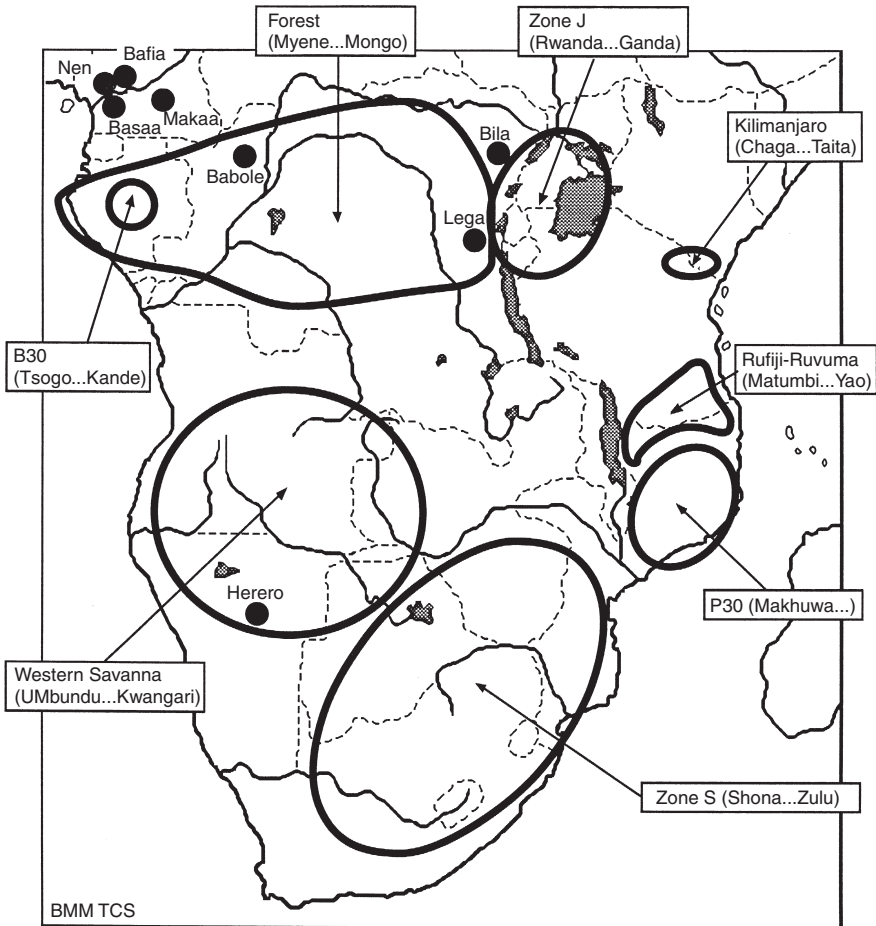 Forest
(Myene...Mongo)
Zone J
(Rwanda...Ganda)
Nen
Bafia
Basaa
Makaa
Kilimanjaro
(Chaga...Taita)
Bila
Babole
Lega
B30
(Tsogo...Kande)
Rufiji-Ruvuma
(Matumbi...Yao)
Herero
P30 (Makhuwa...)
Western Savanna
(UMbundu...Kwangari)
Zone S (Shona...Zulu)
BMM TCS